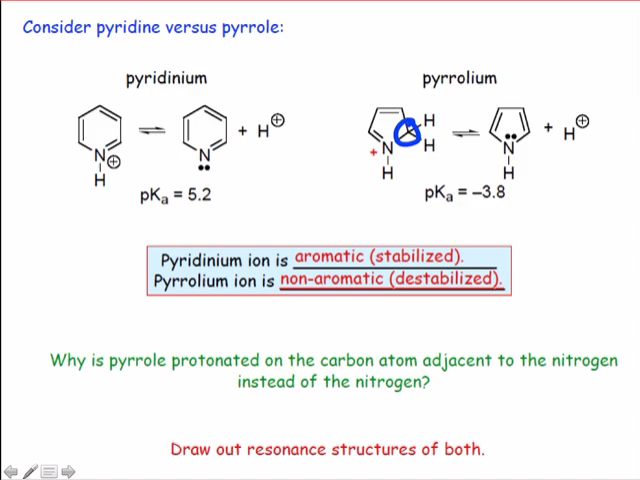 Consider pyridine versus pyrrole:
pyridinium
pyrrolium
N ⊕ H ⇌ N •• + H ⊕
+ N H H H ⇌ •• N H + H ⊕
pKa = 5.2
pKa = –3.8
Pyridinium ion is aromatic (stabilized).
Pyrrolium ion is non-aromatic (destabilized).
Why is pyrrole protonated on the carbon atom adjacent to the nitrogen
instead of the nitrogen?
Draw out resonance structures of both.